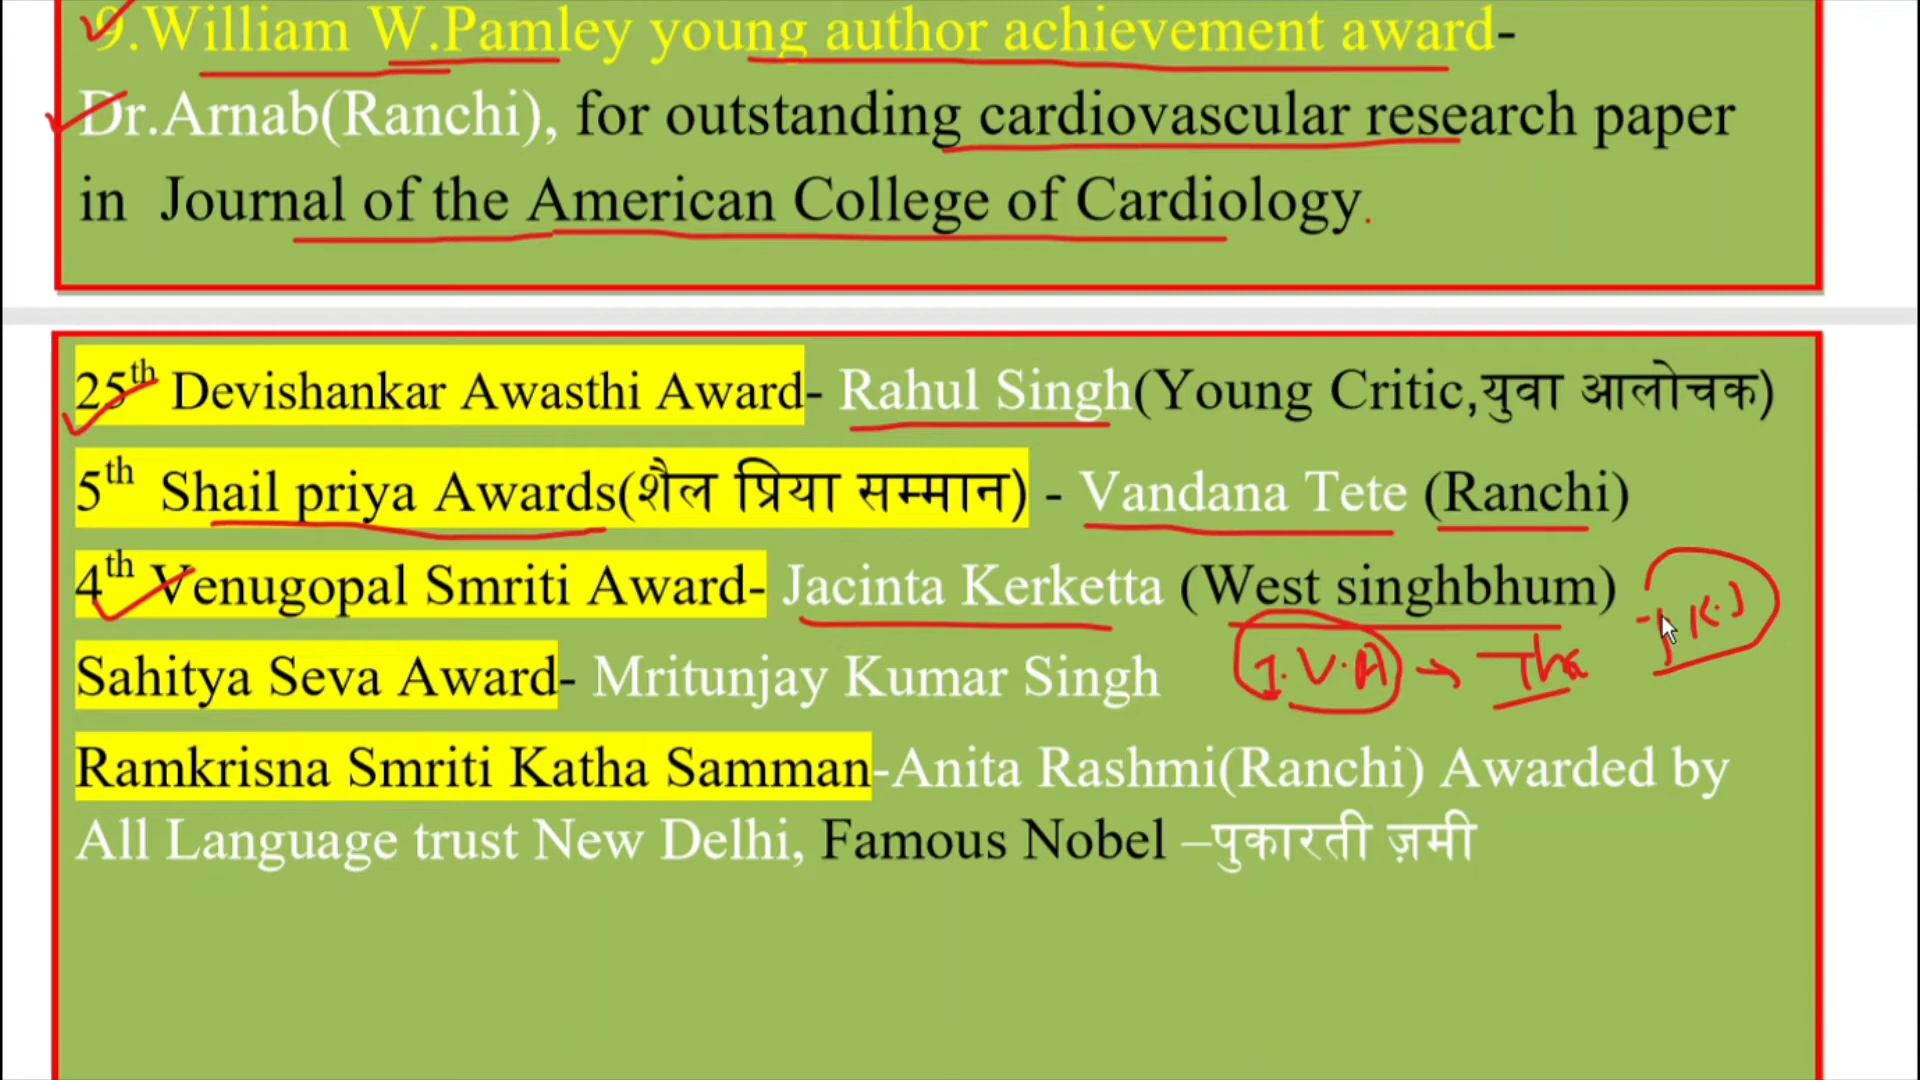 9.William W.Pamley young author achievement award-
Dr.Arnab(Ranchi), for outstanding cardiovascular research paper
in Journal of the American College of Cardiology.
25th Devishankar Awasthi Award- Rahul Singh(Young Critic,युवा आलोचक)
5th Shail priya Awards(शैल प्रिया सम्मान) - Vandana Tete (Ranchi)
4th Venugopal Smriti Award- Jacinta Kerketta (West singhbhum)
Sahitya Seva Award- Mritunjay Kumar Singh I.V.A → The
Ramkrisna Smriti Katha Samman-Anita Rashmi(Ranchi) Awarded by
All Language trust New Delhi, Famous Nobel –पुकारती ज़मी